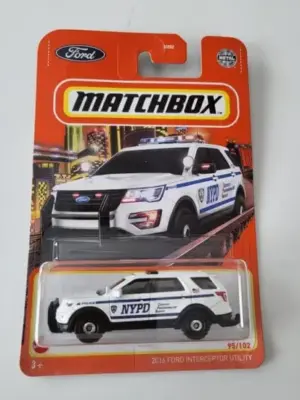 Ford
METAL
MATCHBOX
NYPD
NYPD
95/102
3+
2016 FORD INTERCEPTOR UTILITY